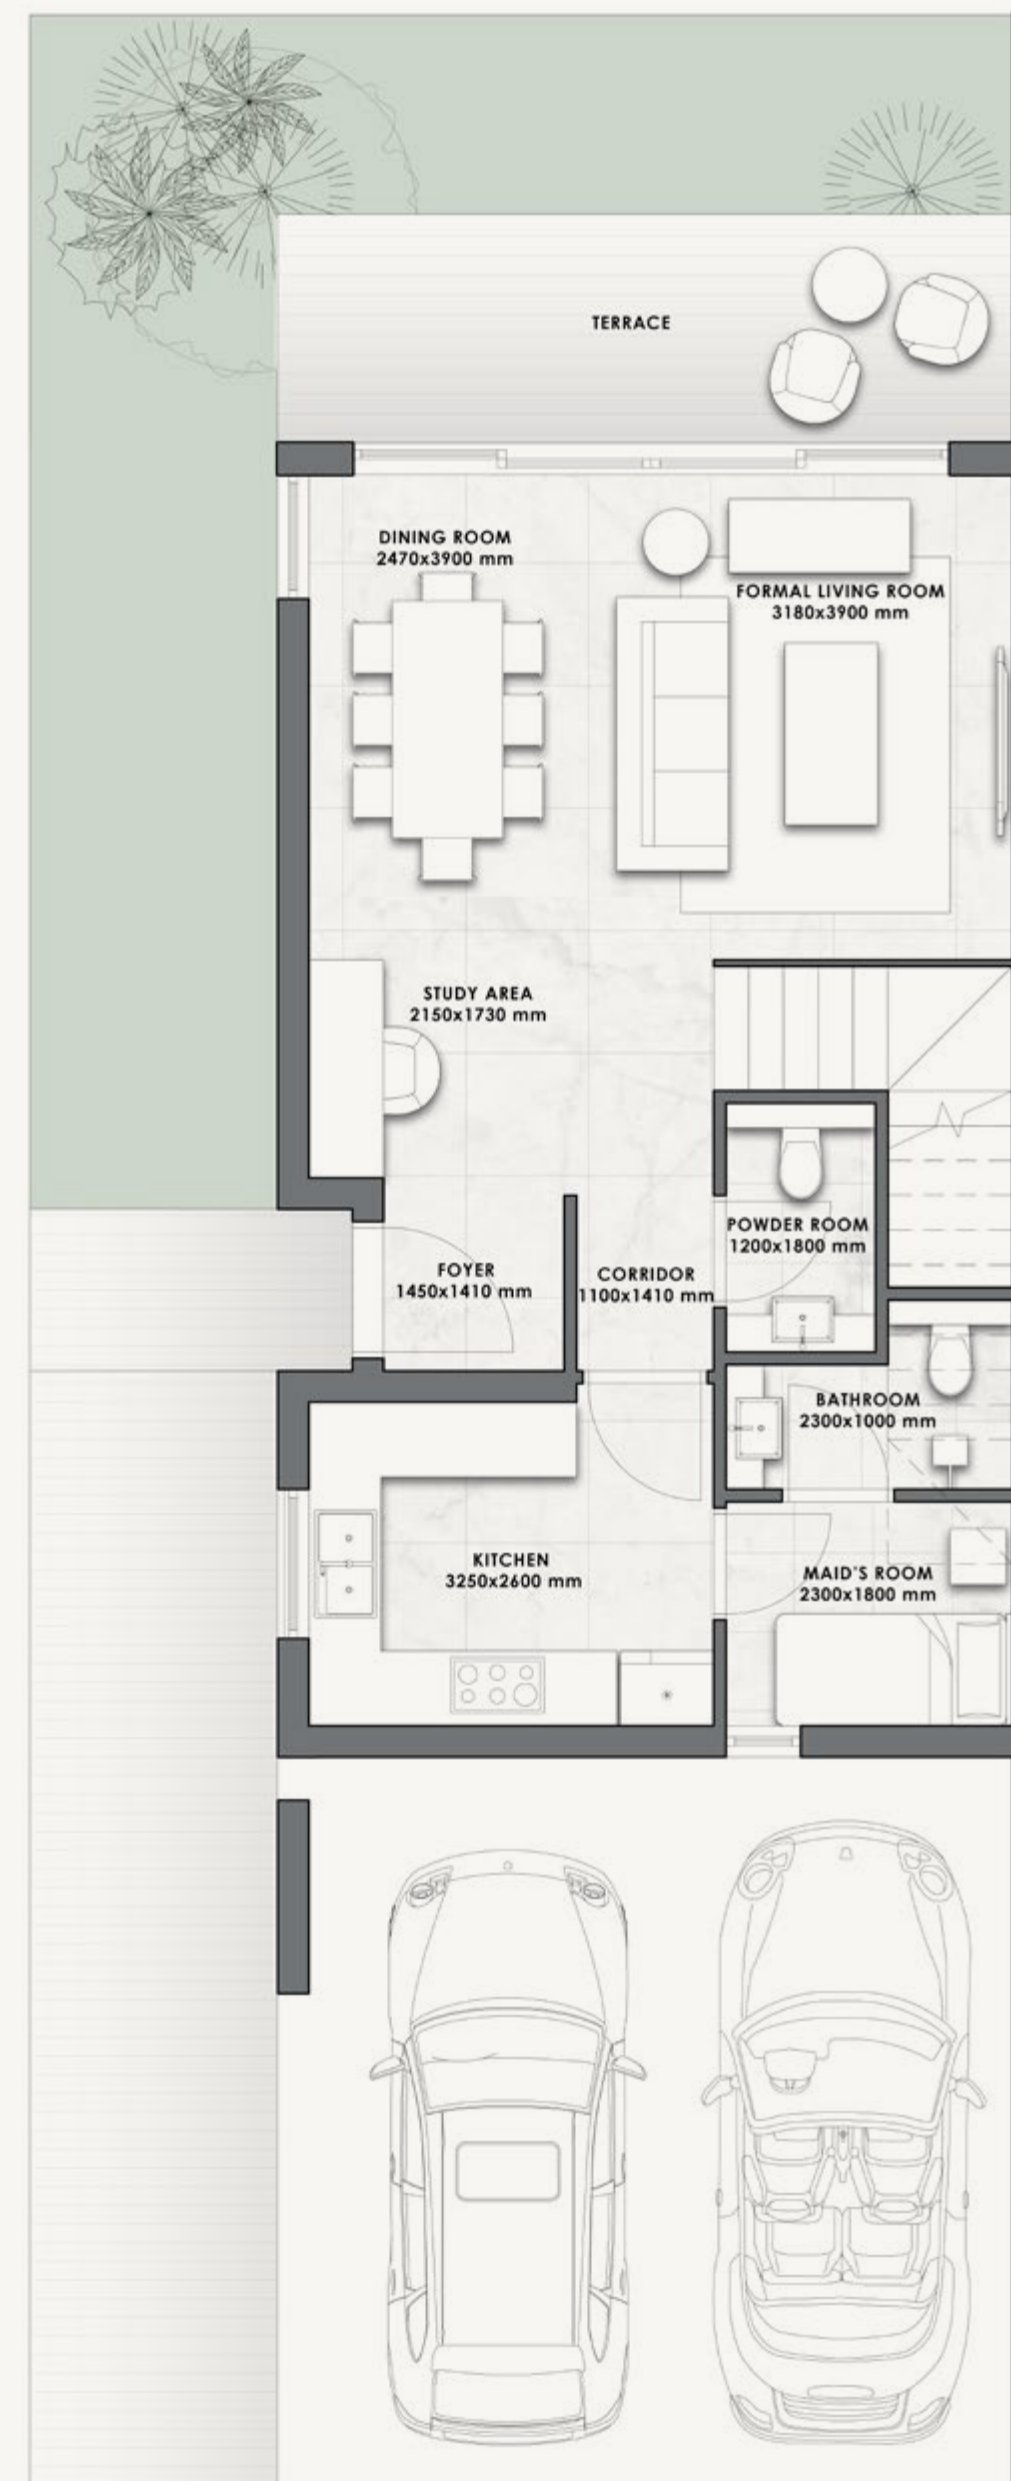 TERRACE
DINING ROOM
2470x3900 mm
FORMAL LIVING ROOM
3180x3900 mm
STUDY AREA
2150x1730 mm
POWDER ROOM
1200x1800 mm
FOYER
1450x1410 mm
CORRIDOR
1100x1410 mm
BATHROOM
2300x1000 mm
KITCHEN
3250x2600 mm
MAID'S ROOM
2300x1800 mm